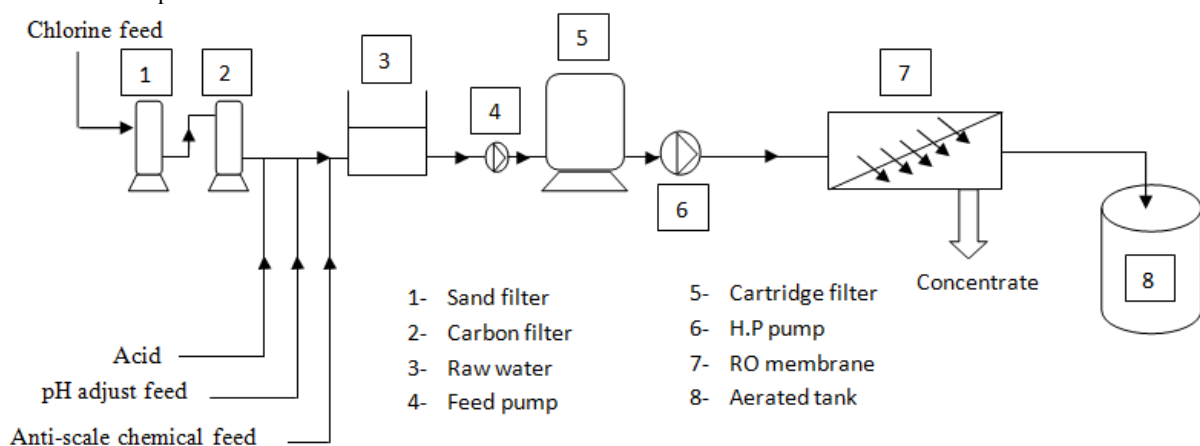 Chlorine feed
1
2
3
4
5
6
7
8
Concentrate
Acid
pH adjust feed
Anti-scale chemical feed
1- Sand filter
2- Carbon filter
3- Raw water
4- Feed pump
5- Cartridge filter
6- H.P pump
7- RO membrane
8- Aerated tank